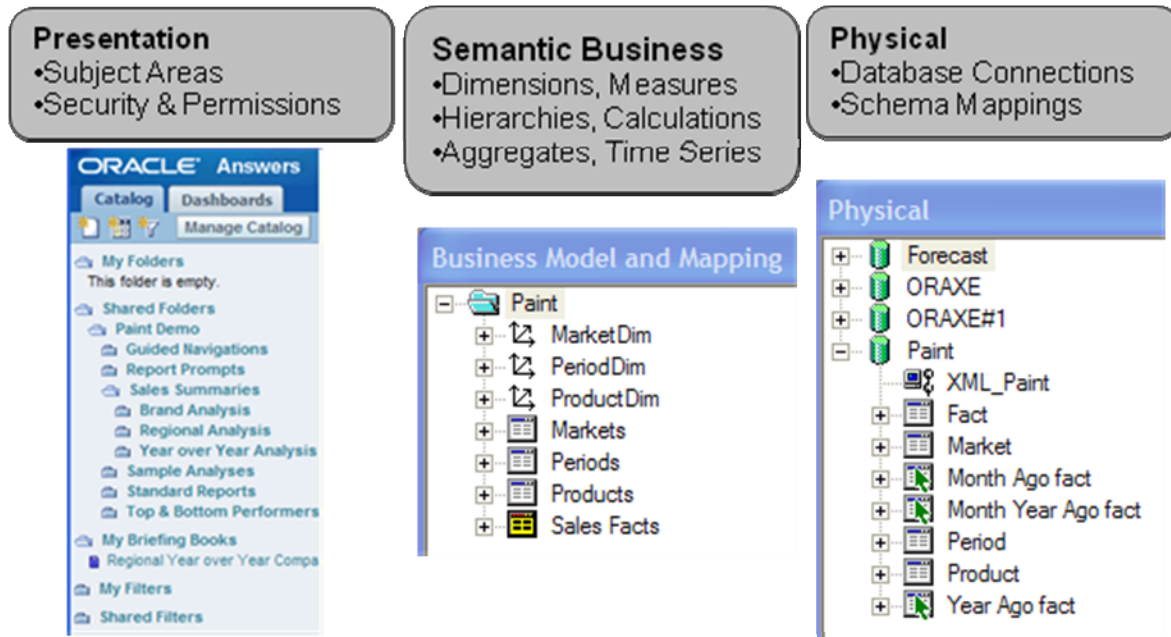 Presentation
•Subject Areas
•Security & Permissions
ORACLE' Answers
Catalog Dashboards
Manage Catalog
My Folders
This folder is empty.
Shared Folders
Paint Demo
Guided Navigations
Report Prompts
Sales Summaries
Brand Analysis
Regional Analysis
Year over Year Analysis
Sample Analyses
Standard Reports
Top & Bottom Performers
My Briefing Books
Regional Year over Year Compa
My Filters
Shared Filters
Semantic Business
•Dimensions, Measures
•Hierarchies, Calculations
•Aggregates, Time Series
Business Model and Mapping
Paint
MarketDim
PeriodDim
ProductDim
Markets
Periods
Products
Sales Facts
Physical
•Database Connections
•Schema Mappings
Physical
Forecast
ORAXE
ORAXE#1
Paint
XML_Paint
Fact
Market
Month Ago fact
Month Year Ago fact
Period
Product
Year Ago fact